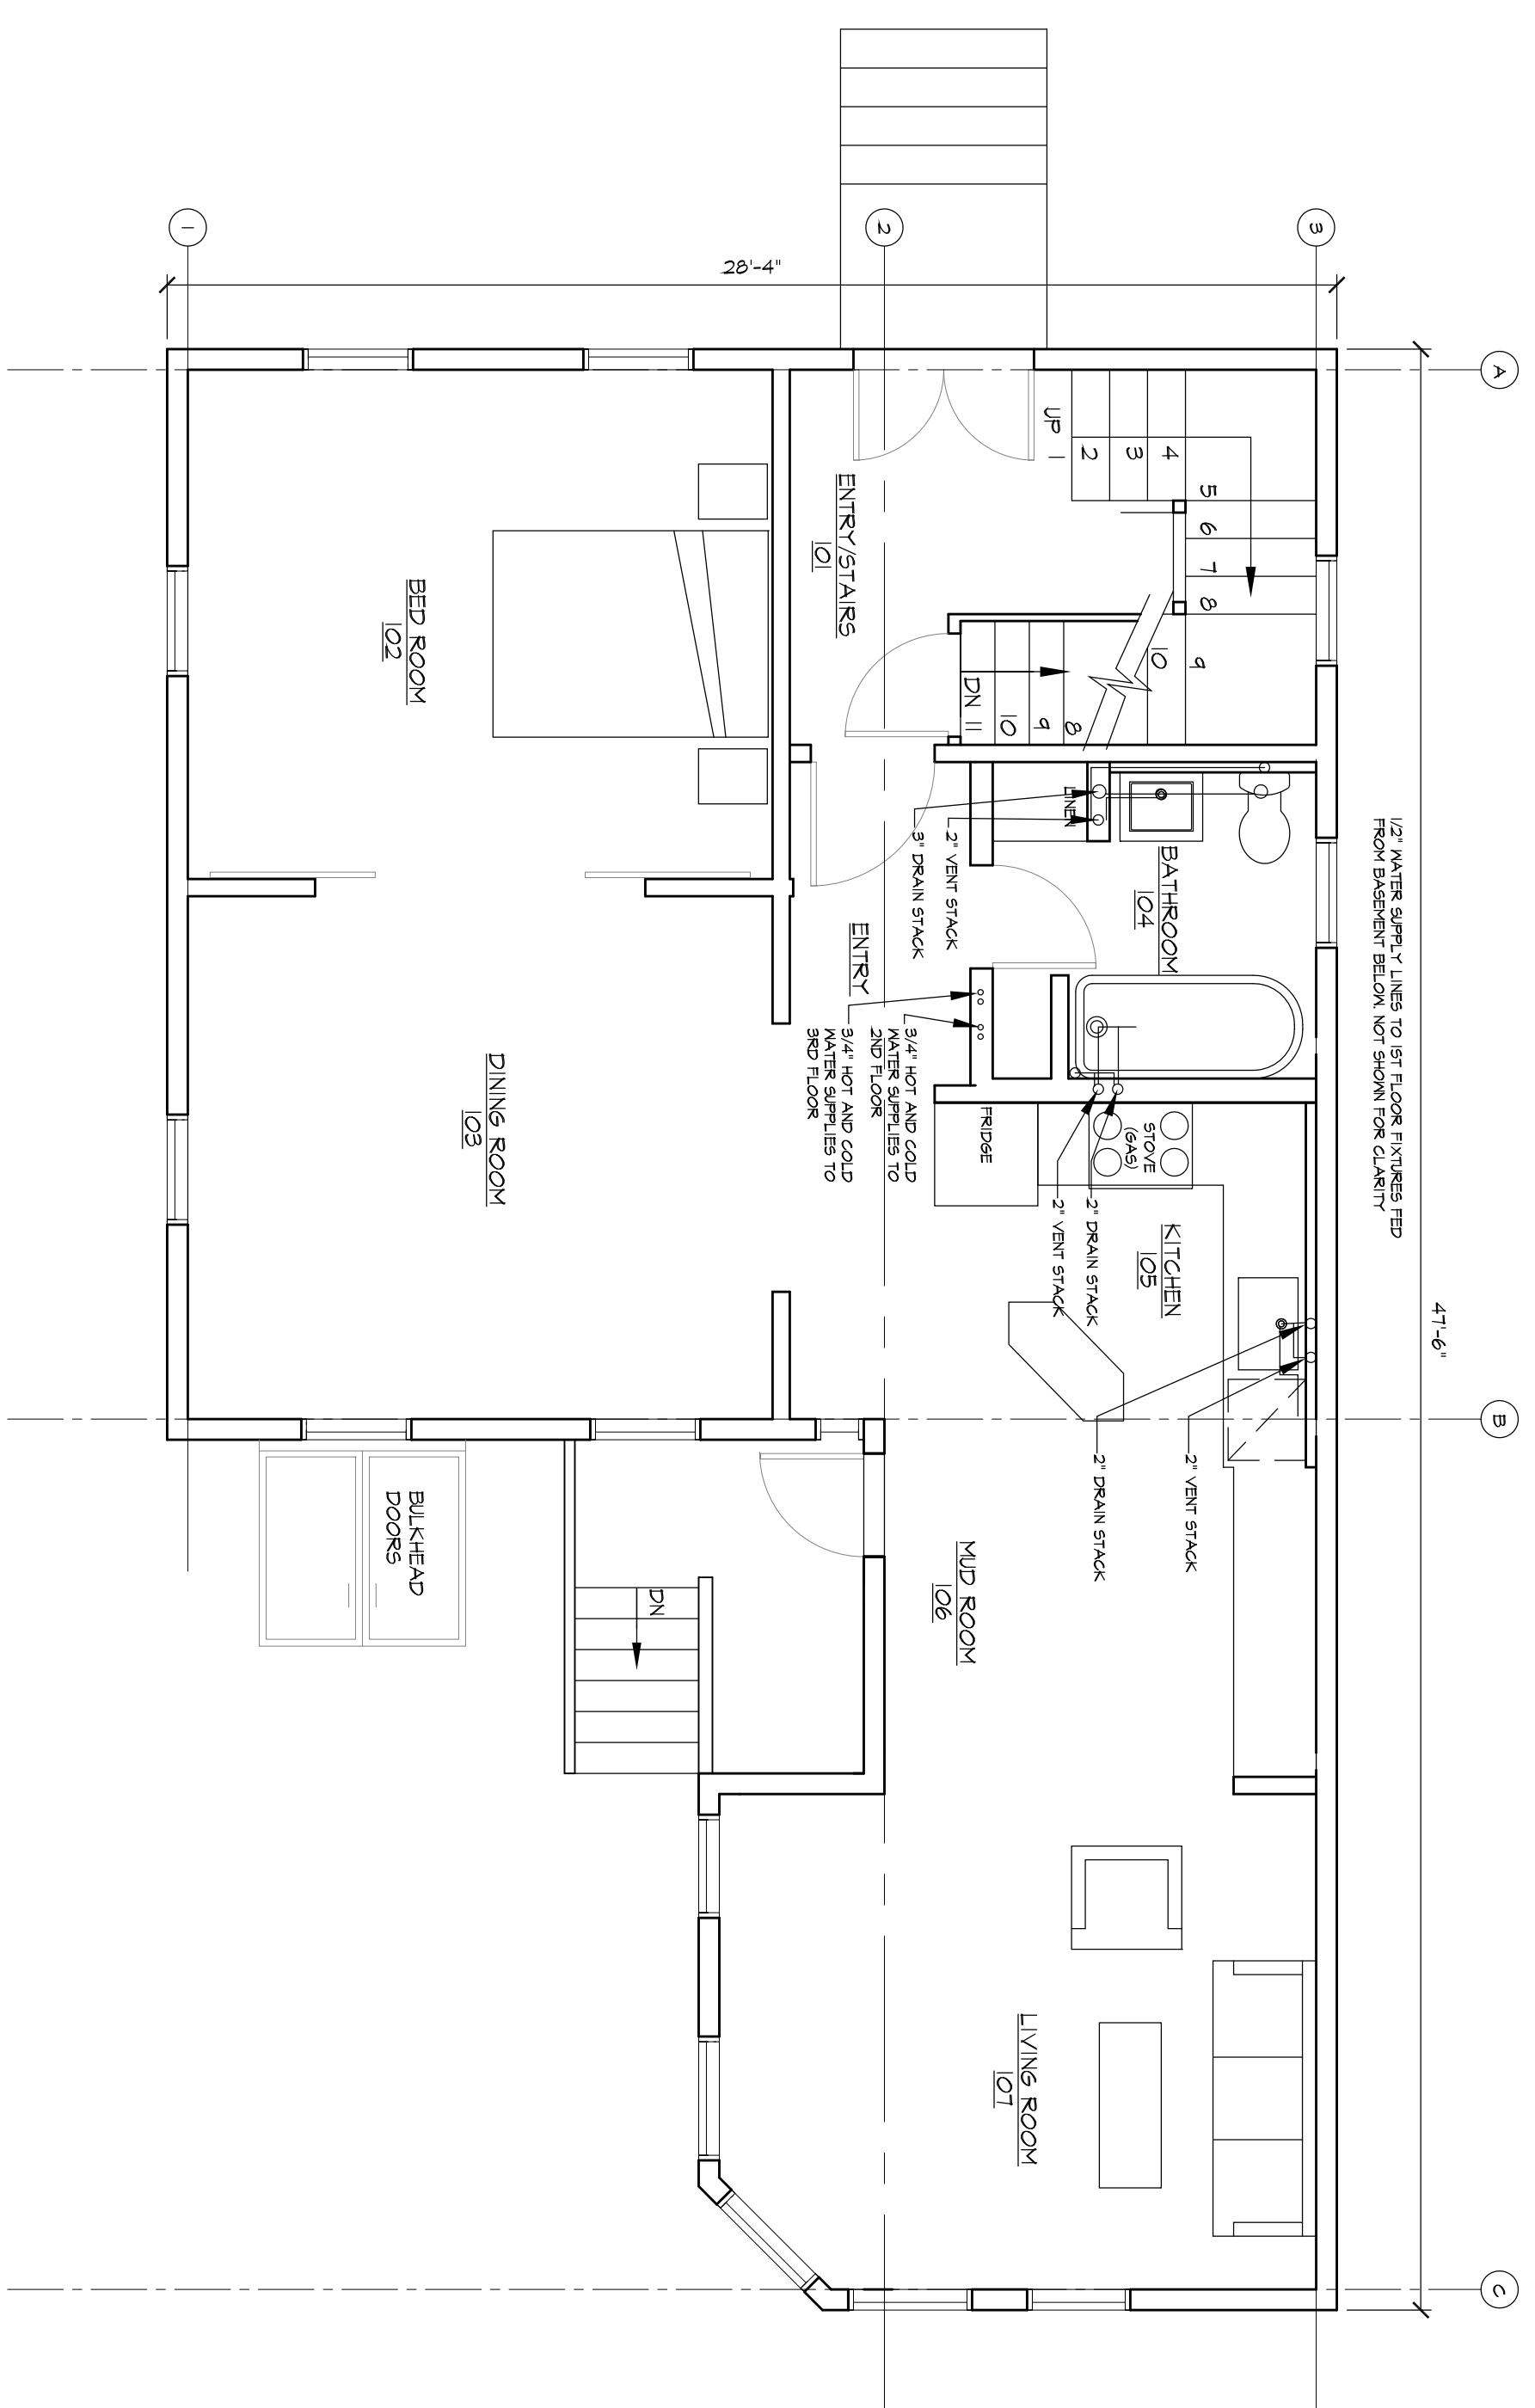 1/2" WATER SUPPLY LINES TO 1ST FLOOR FIXTURES FED
FROM BASEMENT BELOW. NOT SHOWN FOR CLARITY
47'-6"
28'-4"
A
B
C
3
2
1
UP 1
2
3
4
5
6
7
8
9
10
DN 11
10
9
8
ENTRY/STAIRS
101
BED ROOM
102
DINING ROOM
103
BATHROOM
104
LINEN
2" VENT STACK
3" DRAIN STACK
ENTRY
3/4" HOT AND COLD
WATER SUPPLIES TO
2ND FLOOR
3/4" HOT AND COLD
WATER SUPPLIES TO
3RD FLOOR
FRIDGE
STOVE
(GAS)
KITCHEN
105
2" DRAIN STACK
2" VENT STACK
2" VENT STACK
2" DRAIN STACK
MUD ROOM
106
DN
BULKHEAD
DOORS
LIVING ROOM
107